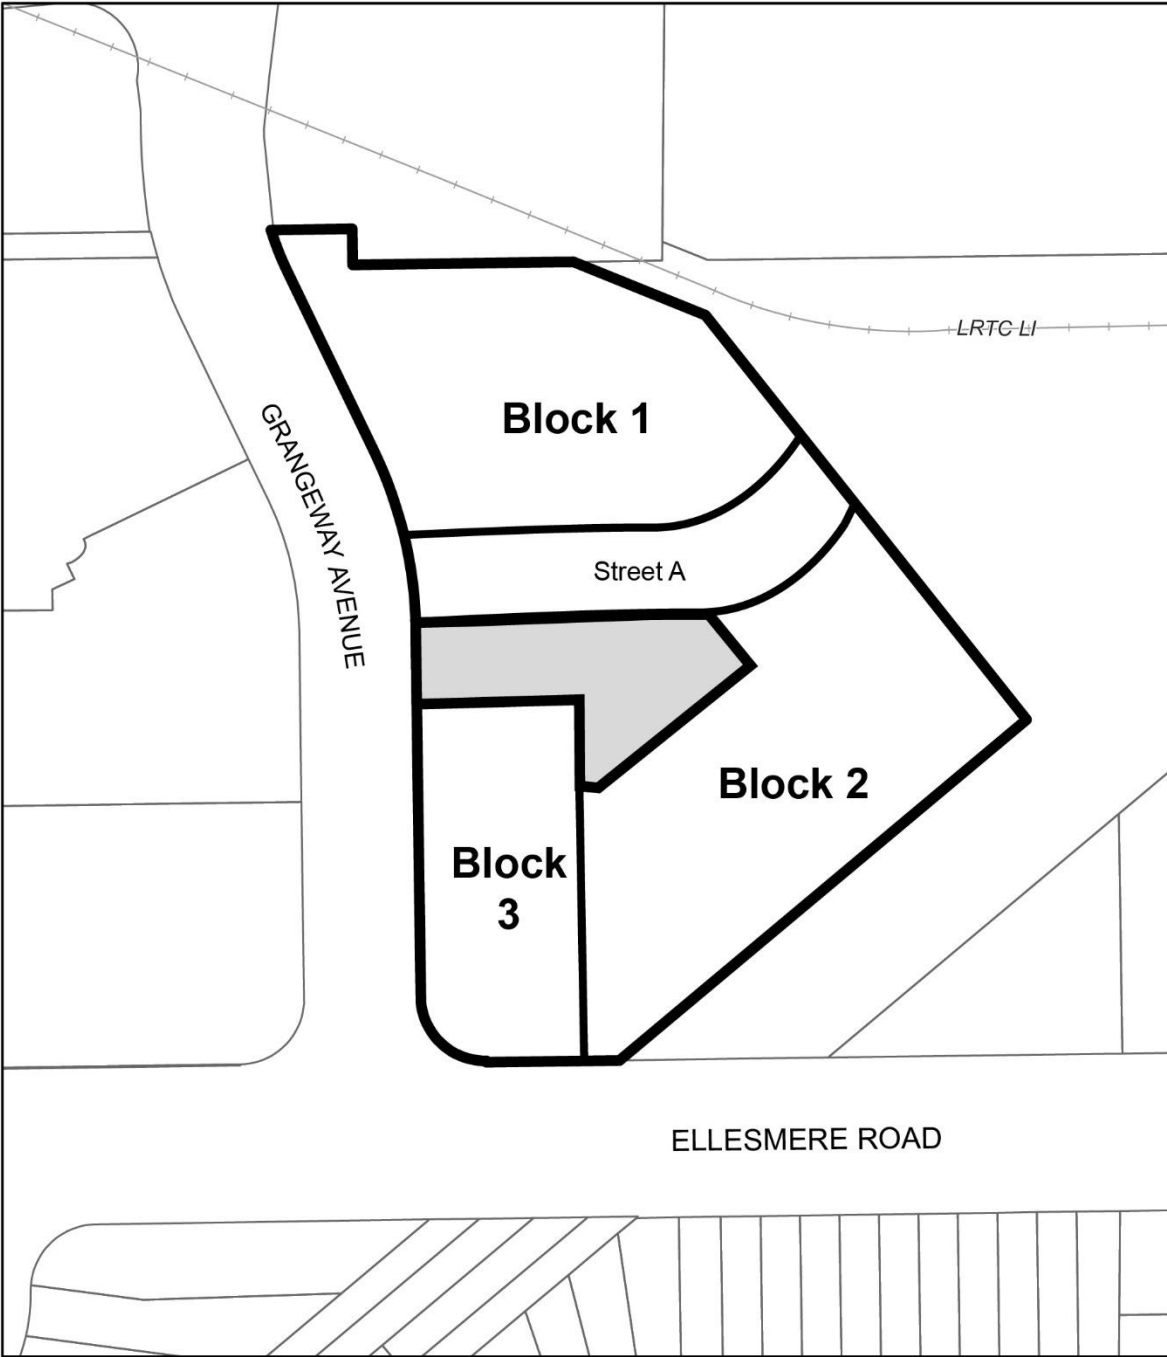 LRTC LI
Block 1
GRANGEWAY AVENUE
Street A
Block 2
Block
3
ELLESMERE ROAD